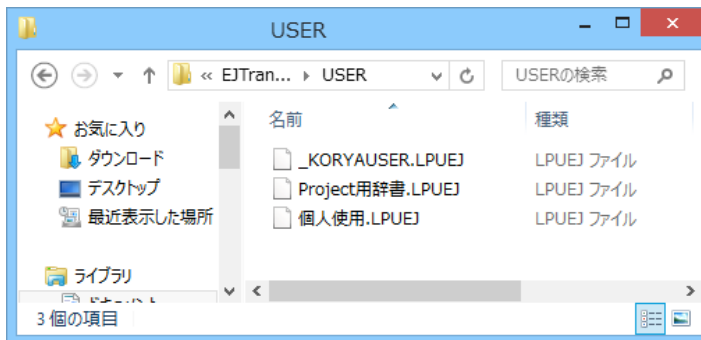 USER
« EJTran... ▸ USER
USERの検索
お気に入り
ダウンロード
デスクトップ
最近表示した場所
ライブラリ
名前 種類
_KORYAUSER.LPUEJ LPUEJ ファイル
Project用辞書.LPUEJ LPUEJ ファイル
個人使用.LPUEJ LPUEJ ファイル
3 個の項目